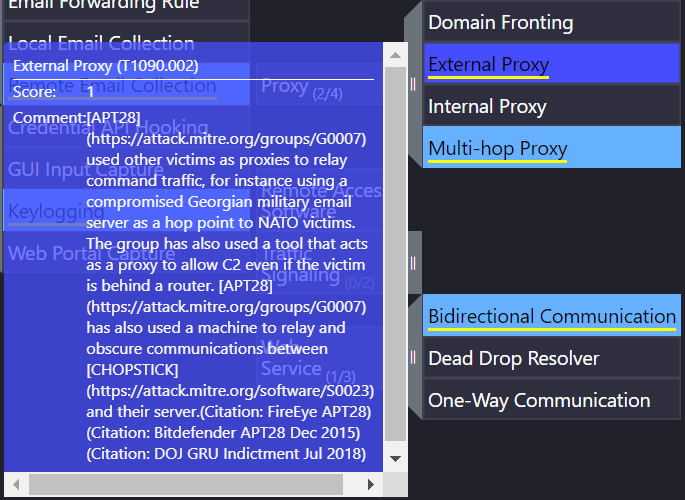 Email Forwarding Rule
Local Email Collection
External Proxy (T1090.002)
Remote Email Collection
Proxy (2/4)
Score: 1
Comment:[APT28]
(https://attack.mitre.org/groups/G0007)
used other victims as proxies to relay
command traffic, for instance using a
compromised Georgian military email
server as a hop point to NATO victims.
The group has also used a tool that acts
as a proxy to allow C2 even if the victim
is behind a router. [APT28]
(https://attack.mitre.org/groups/G0007)
has also used a machine to relay and
obscure communications between
[CHOPSTICK]
(https://attack.mitre.org/software/S0023)
and their server.(Citation: FireEye APT28)
(Citation: Bitdefender APT28 Dec 2015)
(Citation: DOJ GRU Indictment Jul 2018)
Credential API Hooking
GUI Input Capture
Keylogging
Web Portal Capture
Remote Access
Software
Traffic
Signaling (0/2)
Web
Service (1/3)
Domain Fronting
External Proxy
Internal Proxy
Multi-hop Proxy
Bidirectional Communication
Dead Drop Resolver
One-Way Communication